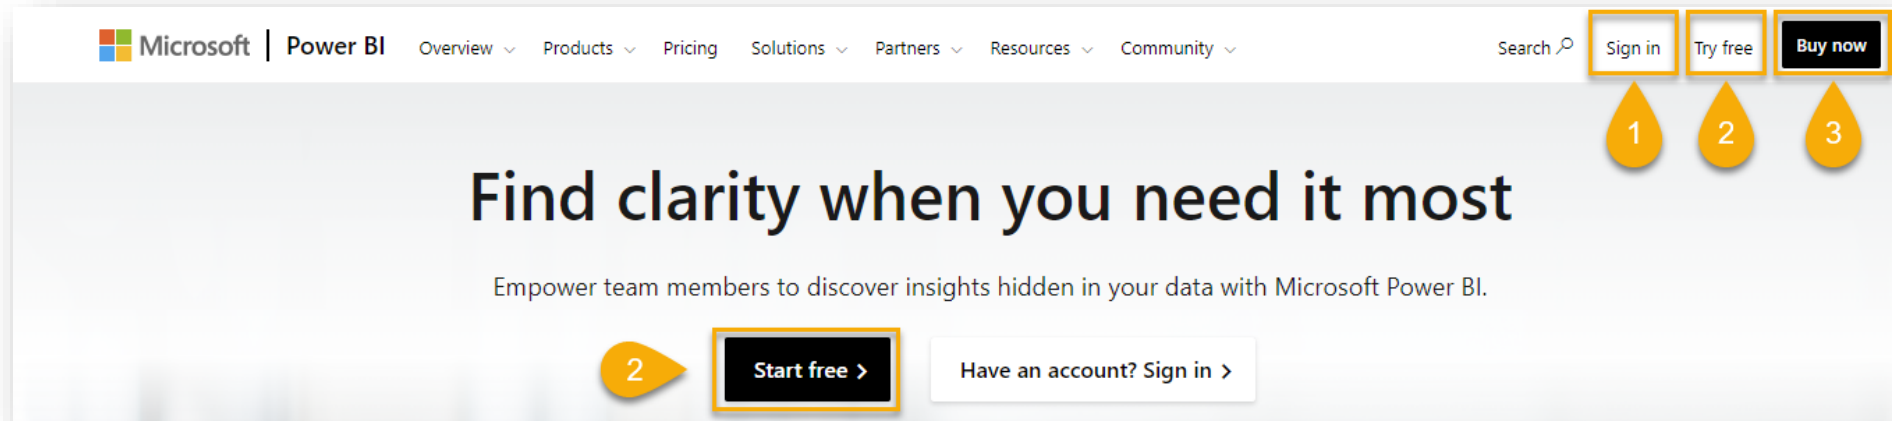 Microsoft | Power BI Overview Products Pricing Solutions Partners Resources Community Search Sign in Try free Buy now
1 2 3
Find clarity when you need it most
Empower team members to discover insights hidden in your data with Microsoft Power BI.
2 Start free > Have an account? Sign in >